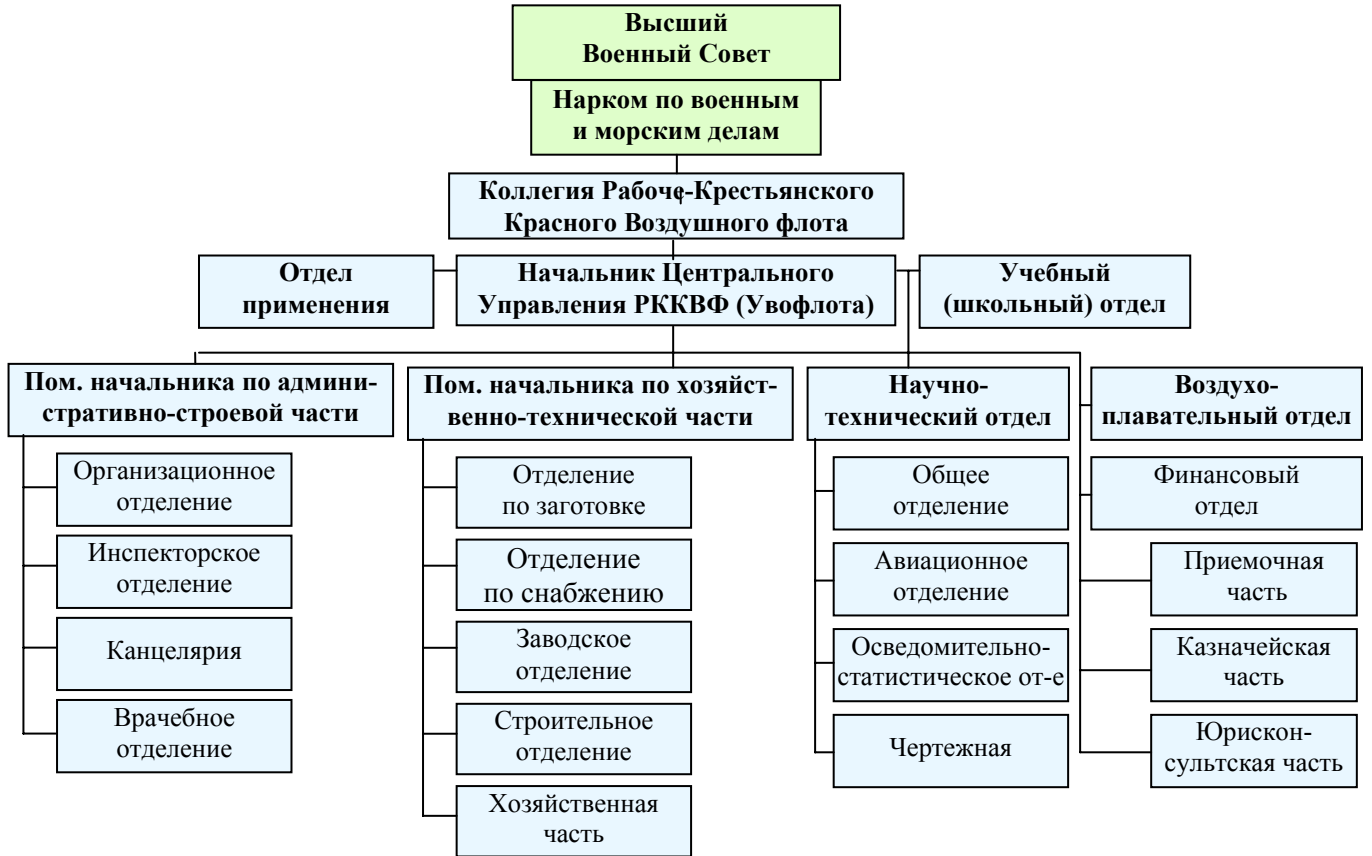 Высший
Военный Совет
Нарком по военным
и морским делам
Коллегия Рабоче-Крестьянского
Красного Воздушного флота
Отдел
применения
Начальник Центрального
Управления РККВФ (Увофлота)
Учебный
(школьный) отдел
Пом. начальника по админи-
стративно-строевой части
Пом. начальника по хозяйст-
венно-технической части
Научно-
технический отдел
Воздухо-
плавательный отдел
Организационное
отделение
Инспекторское
отделение
Канцелярия
Врачебное
отделение
Отделение
по заготовке
Отделение
по снабжению
Заводское
отделение
Строительное
отделение
Хозяйственная
часть
Общее
отделение
Авиационное
отделение
Осведомительно-
статистическое от-е
Чертежная
Финансовый
отдел
Приемочная
часть
Казначейская
часть
Юрискон-
сультская часть